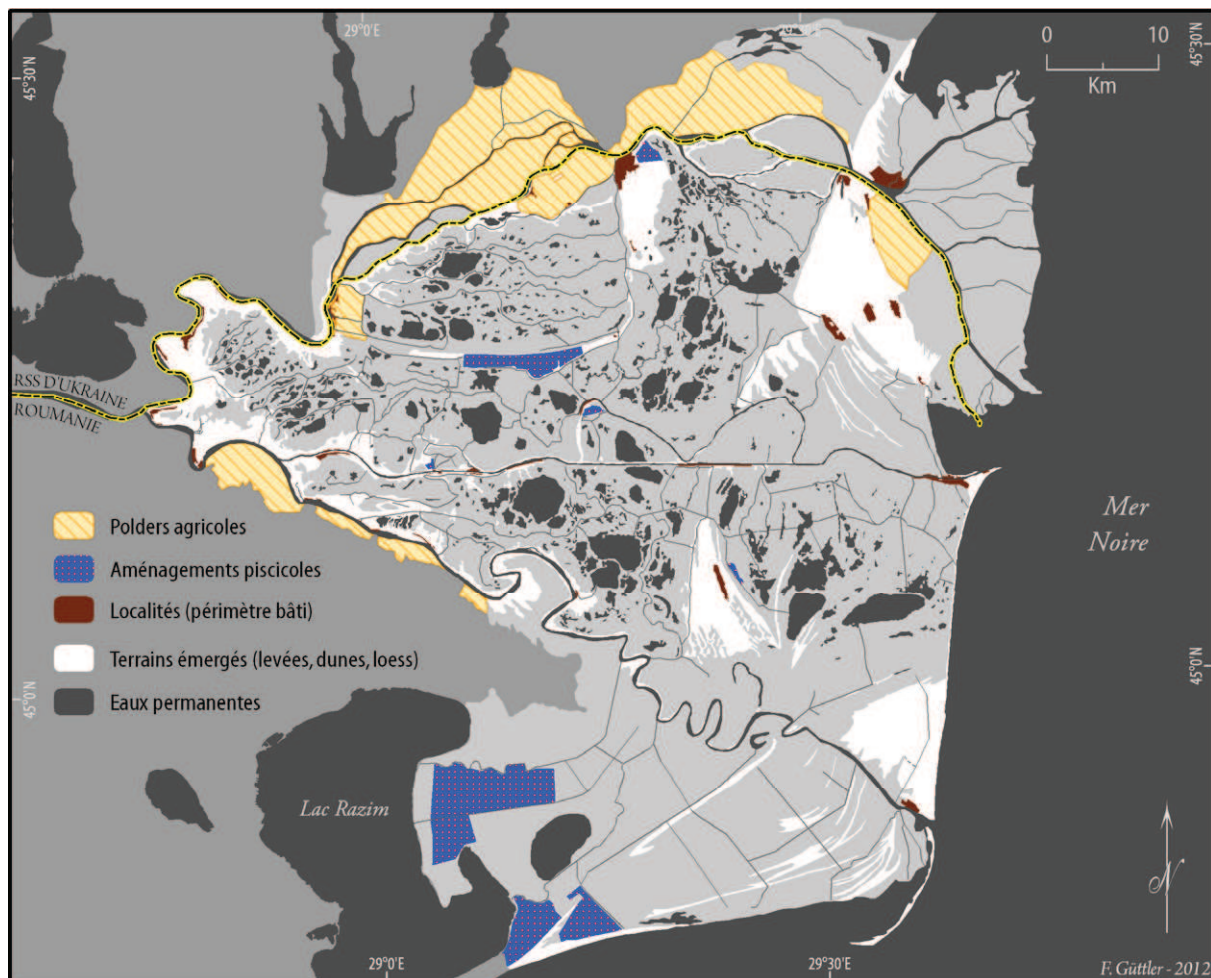 29°0'E
0 10
Km
45°30'N
45°30'N
RSS D'UKRAINE
ROUMANIE
Polders agricoles
Aménagements piscicoles
Localités (périmètre bâti)
Terrains émergés (levées, dunes, loess)
Eaux permanentes
Mer
Noire
45°0'N
45°0'N
Lac Razim
N
29°0'E
29°30'E
F. Güttler - 2012